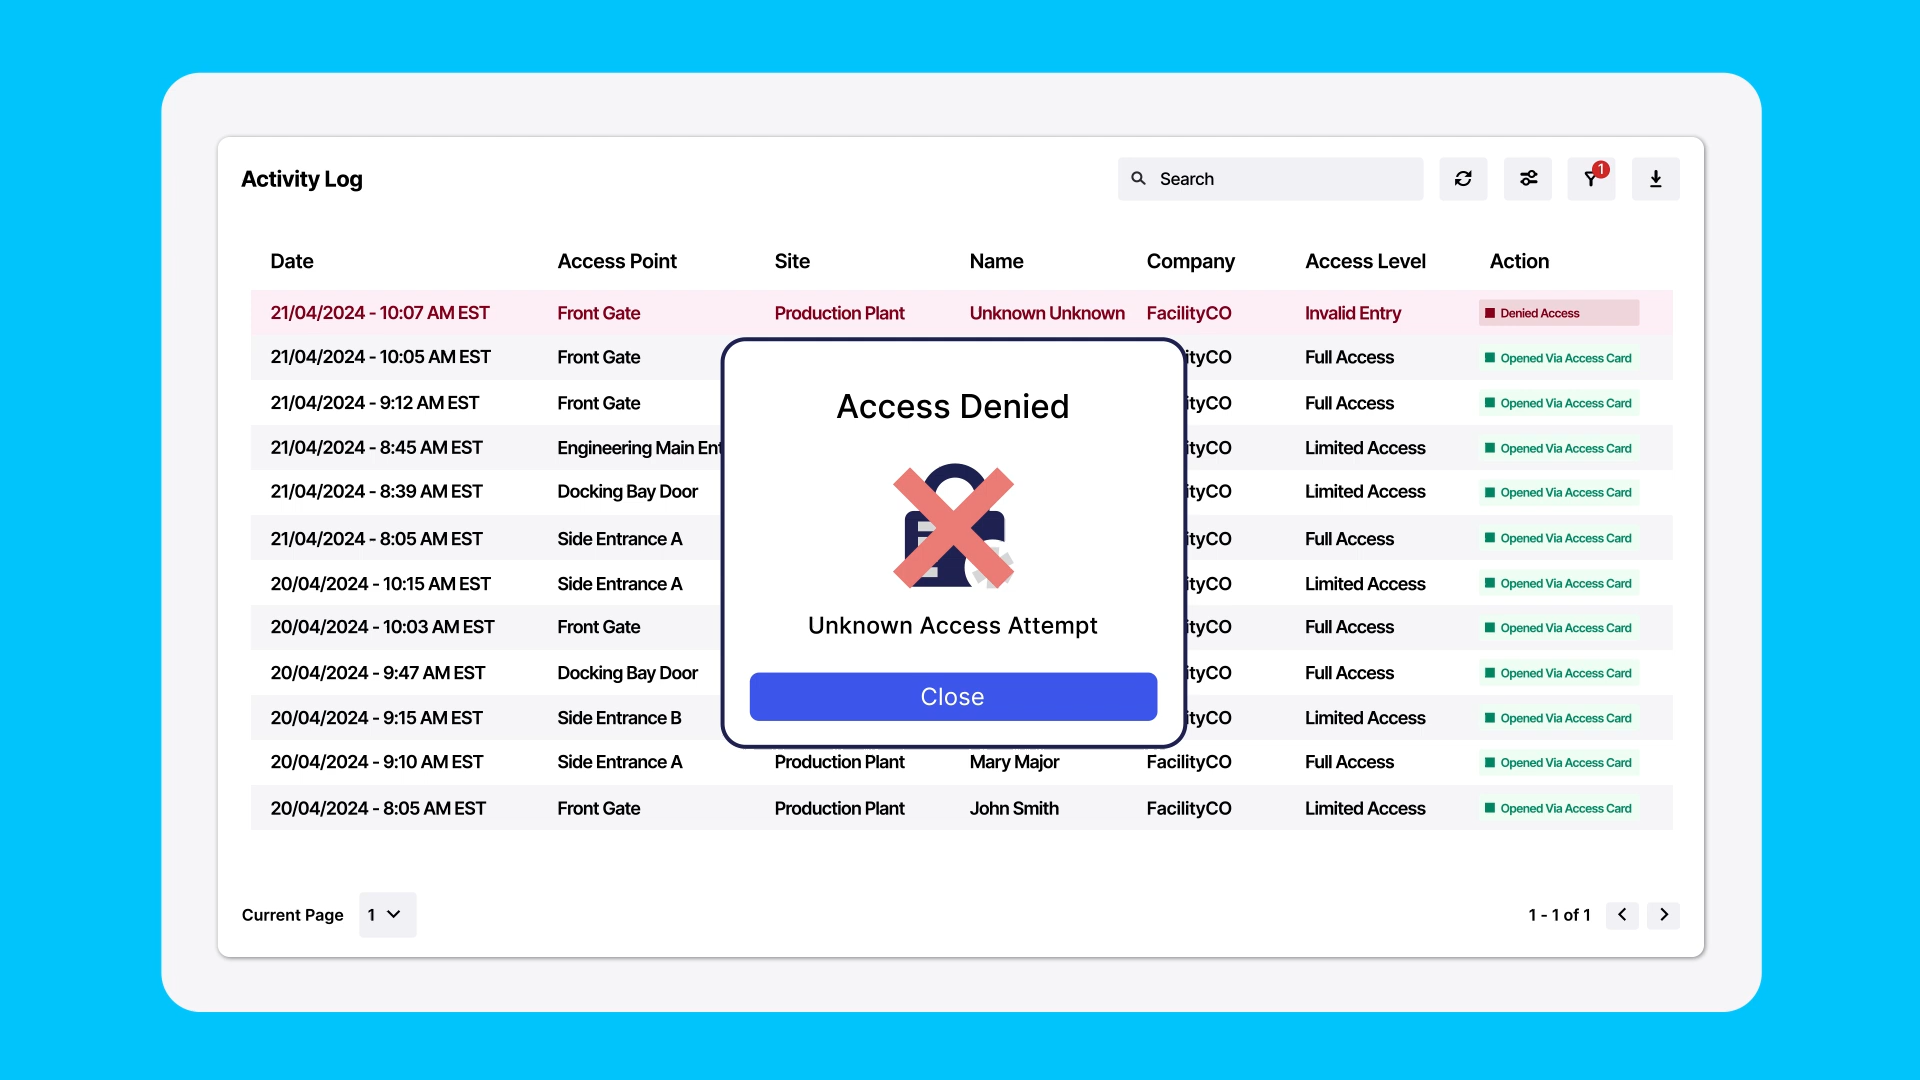 Activity Log
Search
1
Date Access Point Site Name Company Access Level Action
21/04/2024 - 10:07 AM EST Front Gate Production Plant Unknown Unknown FacilityCO Invalid Entry Denied Access
21/04/2024 - 10:05 AM EST Front Gate ityCO Full Access Opened Via Access Card
21/04/2024 - 9:12 AM EST Front Gate ityCO Full Access Opened Via Access Card
21/04/2024 - 8:45 AM EST Engineering Main Ent ityCO Limited Access Opened Via Access Card
21/04/2024 - 8:39 AM EST Docking Bay Door ityCO Limited Access Opened Via Access Card
21/04/2024 - 8:05 AM EST Side Entrance A ityCO Full Access Opened Via Access Card
20/04/2024 - 10:15 AM EST Side Entrance A ityCO Limited Access Opened Via Access Card
20/04/2024 - 10:03 AM EST Front Gate ityCO Full Access Opened Via Access Card
20/04/2024 - 9:47 AM EST Docking Bay Door ityCO Full Access Opened Via Access Card
20/04/2024 - 9:15 AM EST Side Entrance B ityCO Limited Access Opened Via Access Card
20/04/2024 - 9:10 AM EST Side Entrance A Production Plant Mary Major FacilityCO Full Access Opened Via Access Card
20/04/2024 - 8:05 AM EST Front Gate Production Plant John Smith FacilityCO Limited Access Opened Via Access Card
Access Denied
Unknown Access Attempt
Close
Current Page 1
1 - 1 of 1